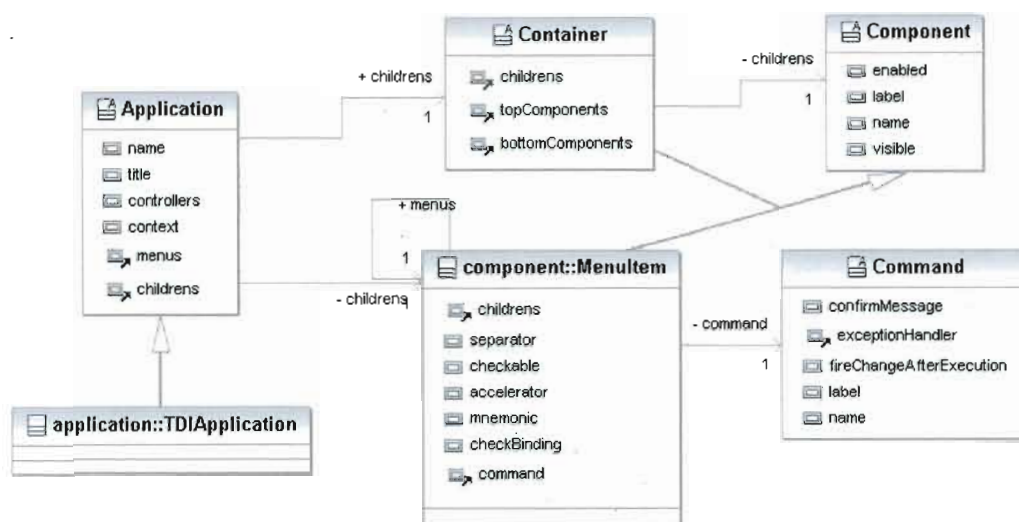 Container
childrens
topComponents
bottomComponents
Component
enabled
label
name
visible
Application
name
title
controllers
context
menus
childrens
+ childrens
1
- childrens
1
+ menus
1
- childrens
1
component::MenuItem
childrens
separator
checkable
accelerator
mnemonic
checkBinding
command
- command
1
Command
confirmMessage
exceptionHandler
fireChangeAfterExecution
label
name
application::TDIApplication